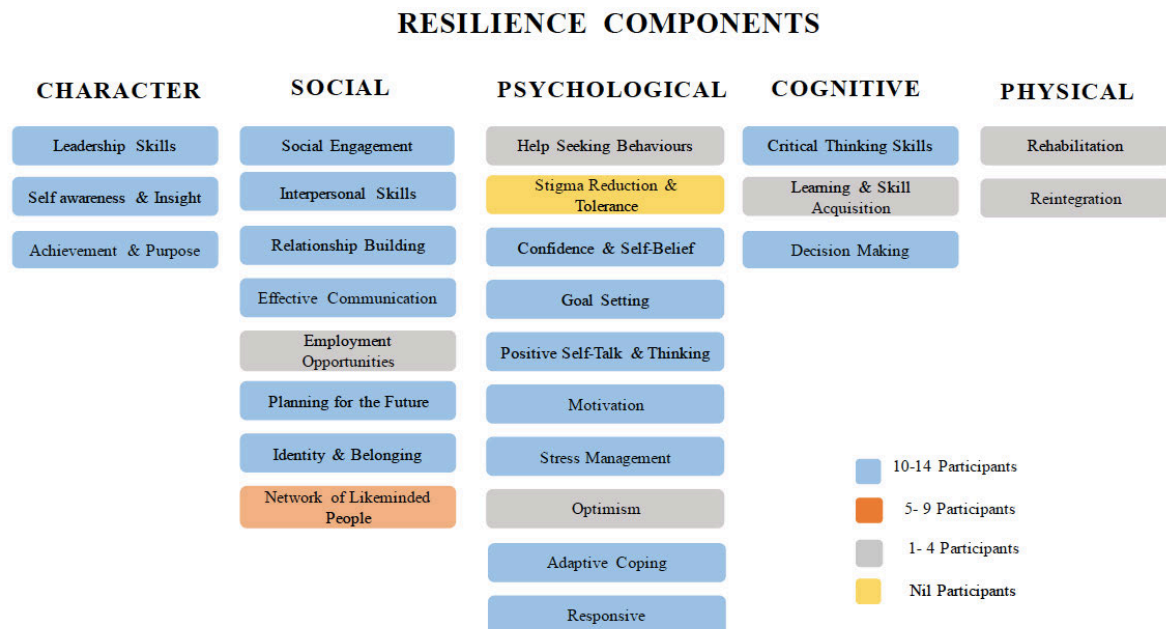 RESILIENCE COMPONENTS
CHARACTER
Leadership Skills
Self awareness & Insight
Achievement & Purpose
SOCIAL
Social Engagement
Interpersonal Skills
Relationship Building
Effective Communication
Employment
Opportunities
Planning for the Future
Identity & Belonging
Network of Likeminded
People
PSYCHOLOGICAL
Help Seeking Behaviours
Stigma Reduction &
Tolerance
Confidence & Self-Belief
Goal Setting
Positive Self-Talk & Thinking
Motivation
Stress Management
Optimism
Adaptive Coping
Responsive
COGNITIVE
Critical Thinking Skills
Learning & Skill
Acquisition
Decision Making
PHYSICAL
Rehabilitation
Reintegration
10-14 Participants
5- 9 Participants
1- 4 Participants
Nil Participants